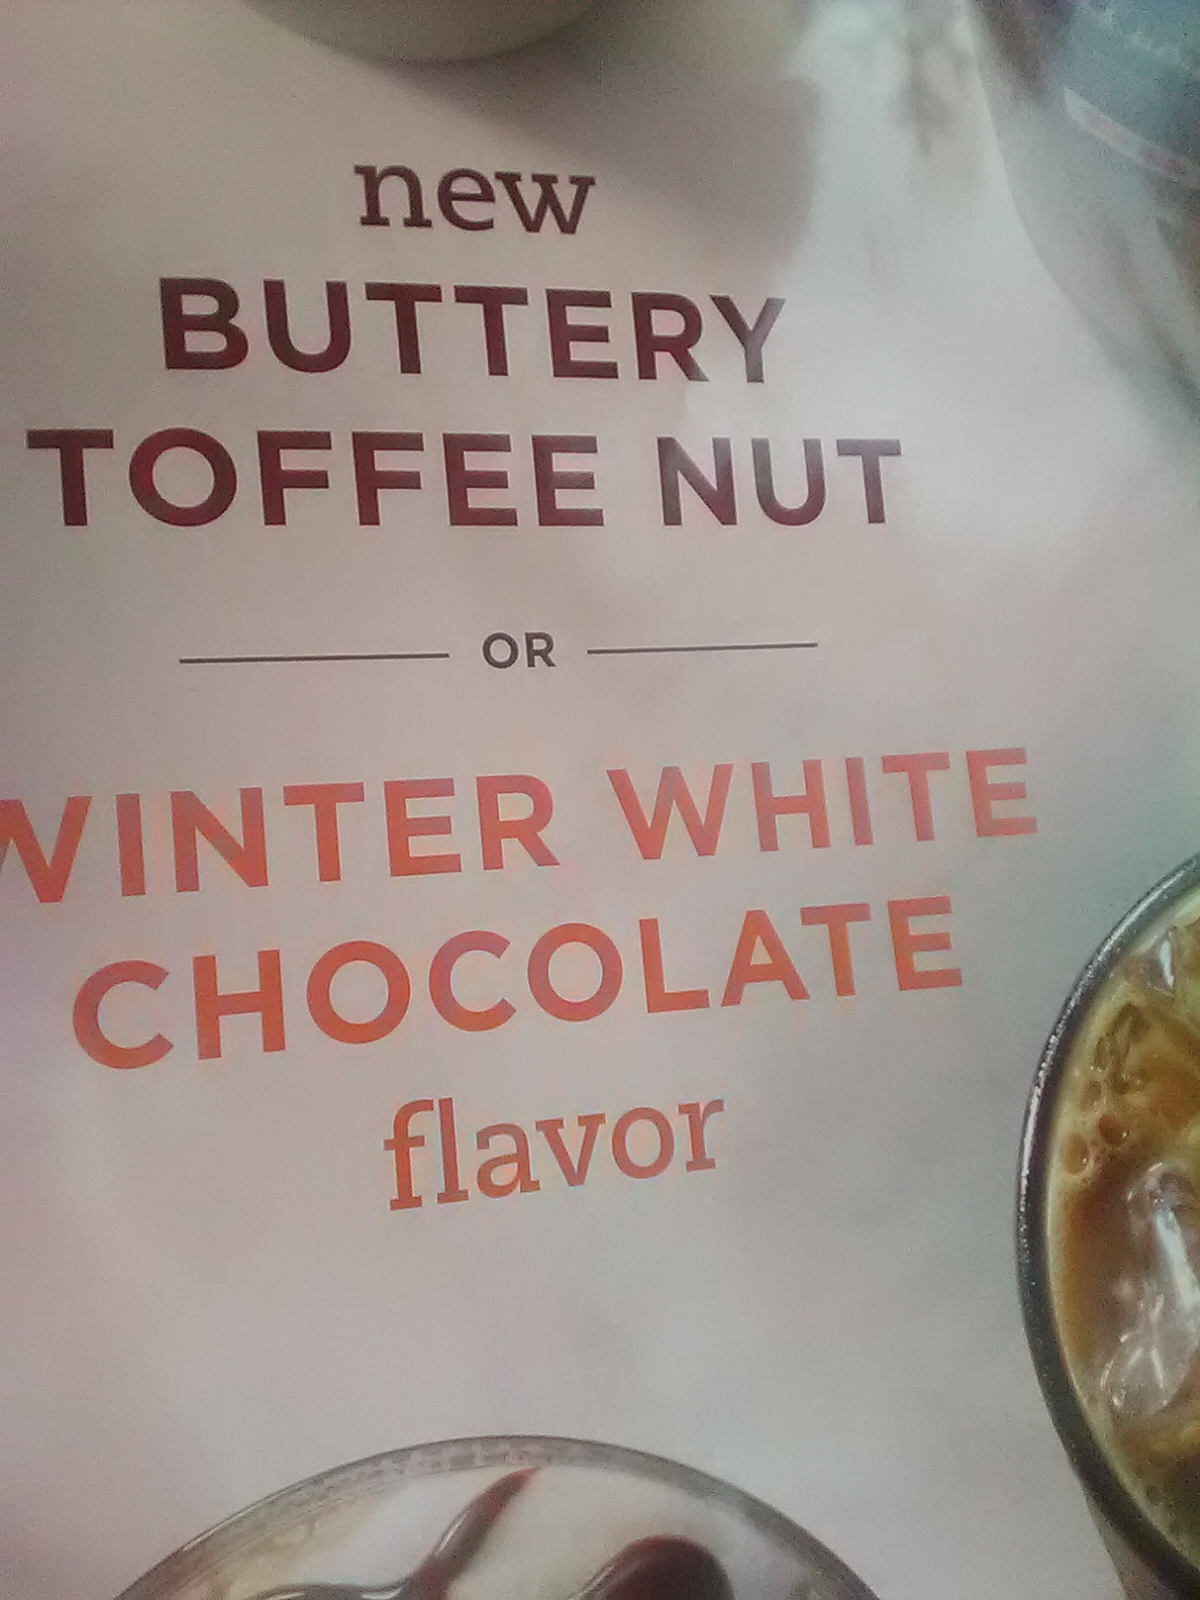 new
BUTTERY
TOFFEE NUT
OR
WINTER WHITE
CHOCOLATE
flavor